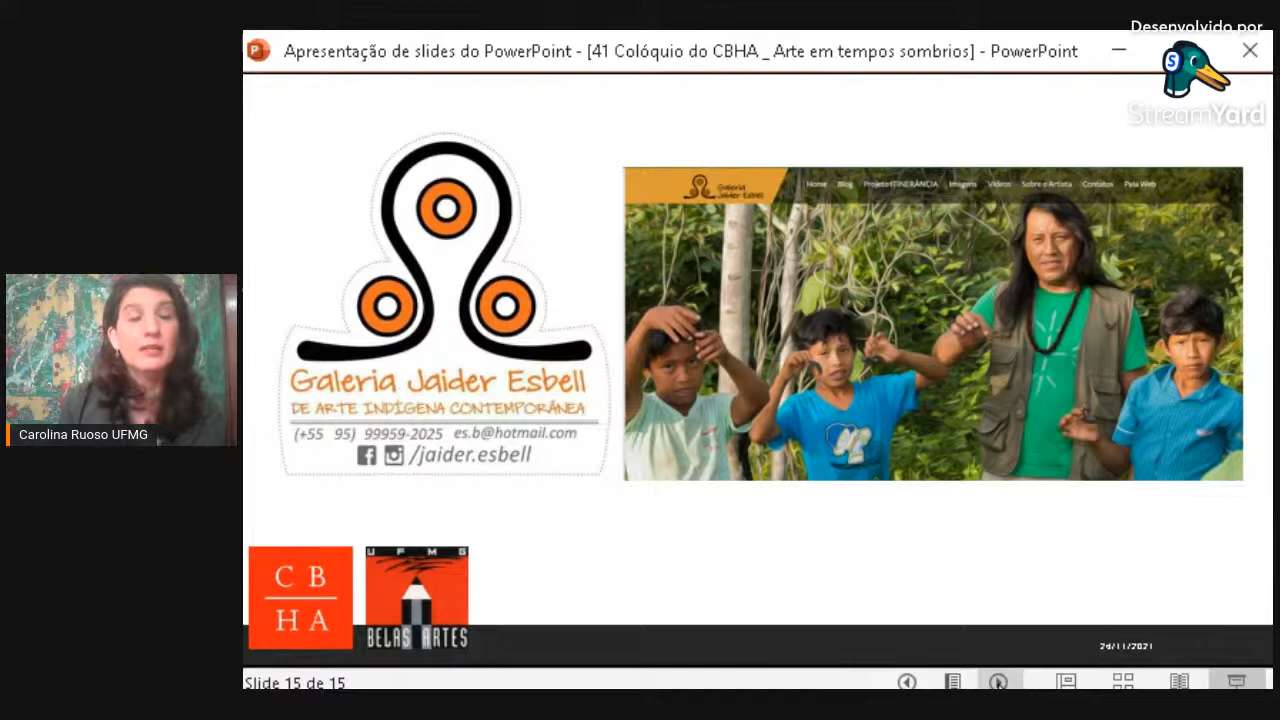 Desenvolvido por
StreamYard
Apresentação de slides do PowerPoint - [41 Colóquio do CBHA _ Arte em tempos sombrios] - PowerPoint
Galeria Jaider Esbell
DE ARTE INDÍGENA CONTEMPORÂNEA
(+55 95) 99959-2025 es.b@hotmail.com
/jaider.esbell
Galeria
Jaider Esbell
Home Blog ProjetoITINERÂNCIA Imagens Vídeos Sobre o Artista Contatos Pela Web
Carolina Ruoso UFMG
C B
H A
U F M G
BELAS ARTES
24/11/2021
Slide 15 de 15